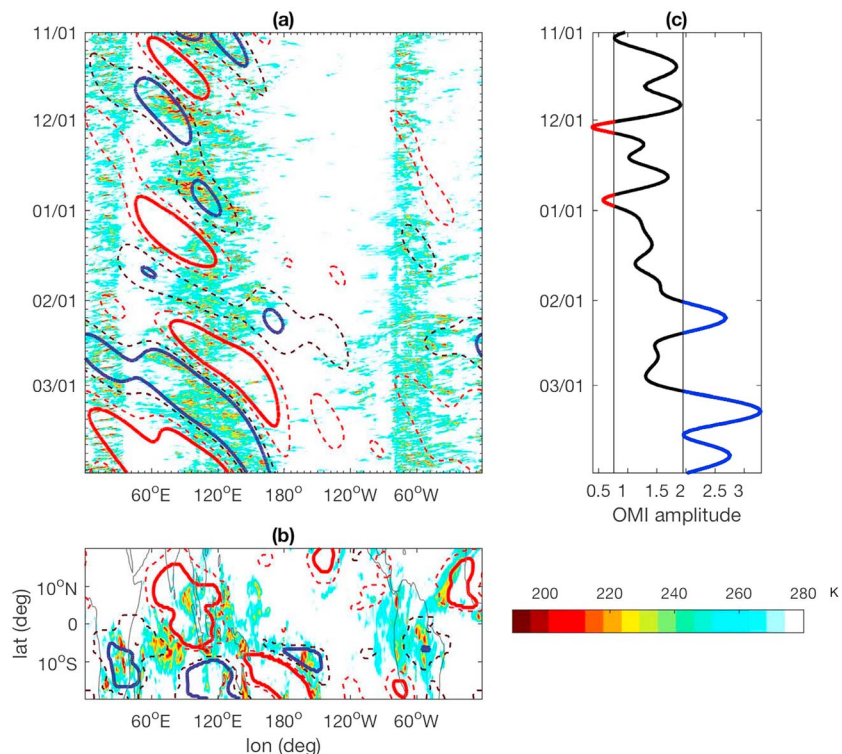 (a)
11/01
12/01
01/01
02/01
03/01
60°E 120°E 180° 120°W 60°W
(c)
11/01
12/01
01/01
02/01
03/01
0.5 1 1.5 2 2.5 3
OMI amplitude
(b)
lat (deg)
10°N
0
10°S
60°E 120°E 180° 120°W 60°W
lon (deg)
200 220 240 260 280 K